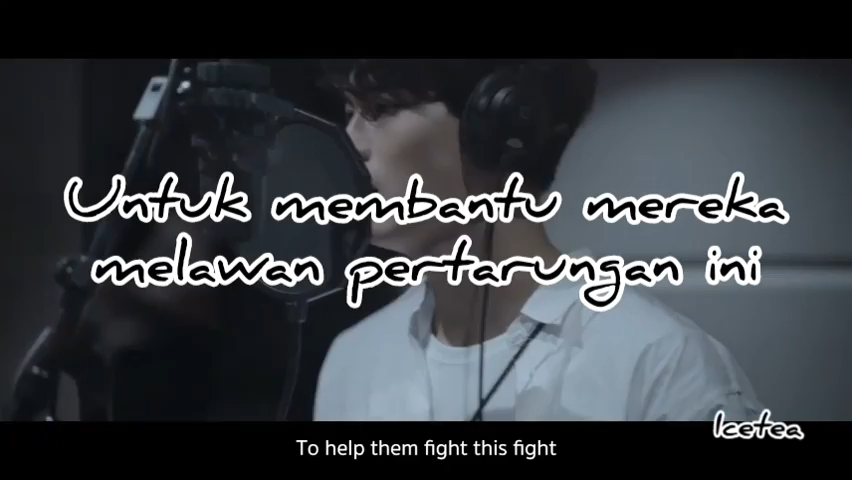 Untuk membantu mereka
melawan pertarungan ini
Icetea
To help them fight this fight